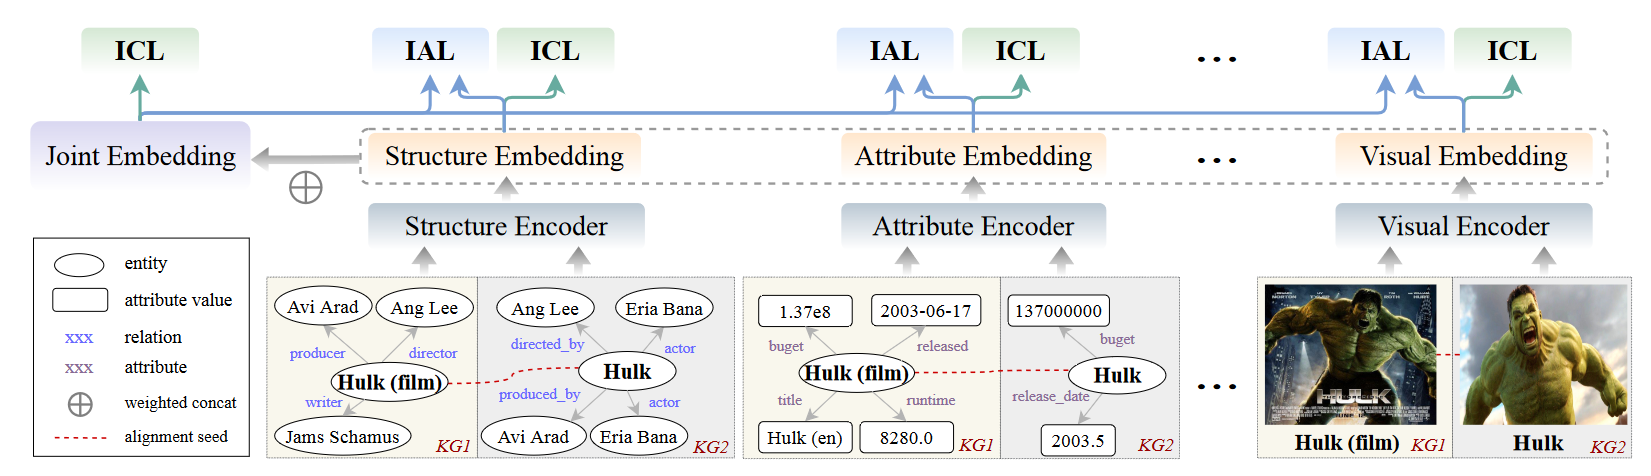 ICL IAL ICL IAL ICL ... IAL ICL
Joint Embedding Structure Embedding Attribute Embedding ... Visual Embedding
Structure Encoder Attribute Encoder Visual Encoder
entity
attribute value
xxx relation
xxx attribute
weighted concat
alignment seed
Avi Arad Ang Lee
producer director
Hulk (film)
writer
Jams Schamus KG1
Ang Lee Eria Bana
directed_by actor
Hulk
produced_by actor
Avi Arad Eria Bana KG2
1.37e8 2003-06-17
buget released
Hulk (film)
title runtime
Hulk (en) 8280.0 KG1
137000000
buget
Hulk
release_date
2003.5 KG2
...
HULK
Hulk (film) KG1
Hulk KG2